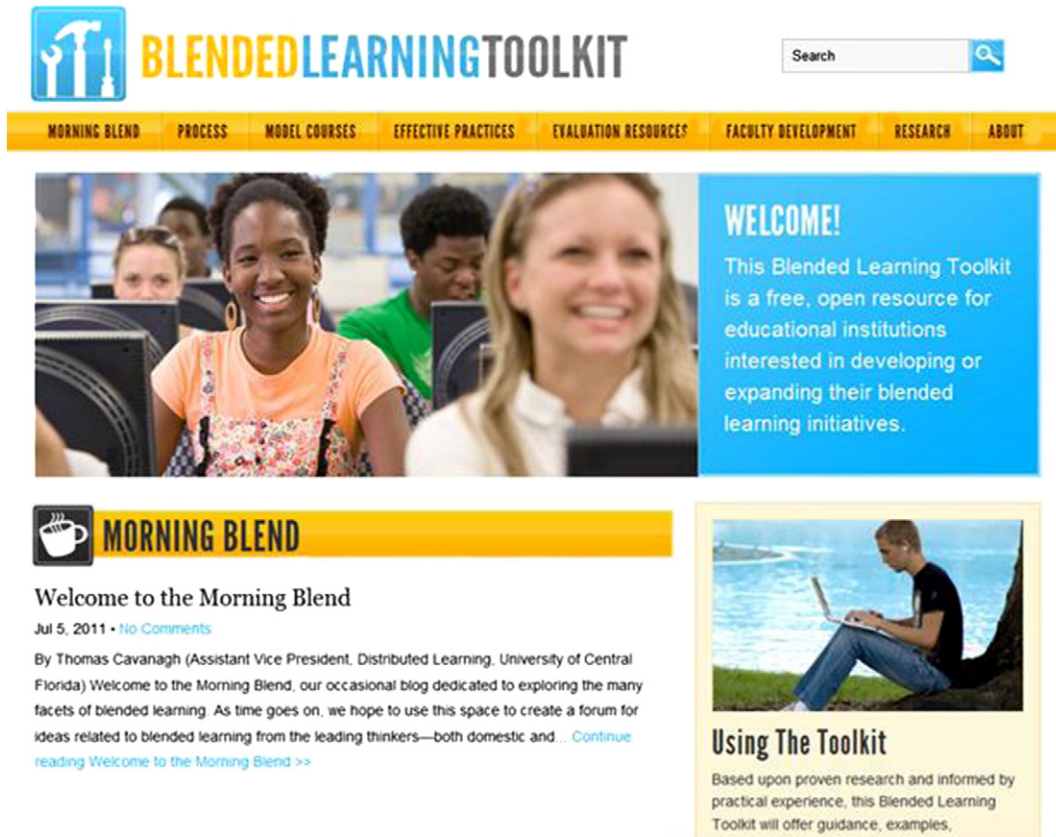 BLENDEDLEARNINGTOOLKIT
Search
MORNING BLEND PROCESS MODEL COURSES EFFECTIVE PRACTICES EVALUATION RESOURCES FACULTY DEVELOPMENT RESEARCH ABOUT
WELCOME!
This Blended Learning Toolkit
is a free, open resource for
educational institutions
interested in developing or
expanding their blended
learning initiatives.
MORNING BLEND
Welcome to the Morning Blend
Jul 5, 2011 • No Comments
By Thomas Cavanagh (Assistant Vice President, Distributed Learning, University of Central
Florida) Welcome to the Morning Blend, our occasional blog dedicated to exploring the many
facets of blended learning. As time goes on, we hope to use this space to create a forum for
ideas related to blended learning from the leading thinkers—both domestic and... Continue
reading Welcome to the Morning Blend >>
Using The Toolkit
Based upon proven research and informed by
practical experience, this Blended Learning
Toolkit will offer guidance, examples,